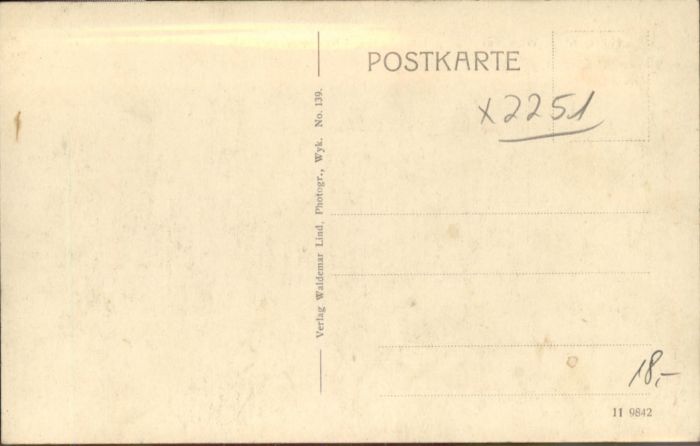 POSTKARTE
x2251
Verlag Waldemar Lind, Photogr., Wyk. No. 139.
18,-
11 9842